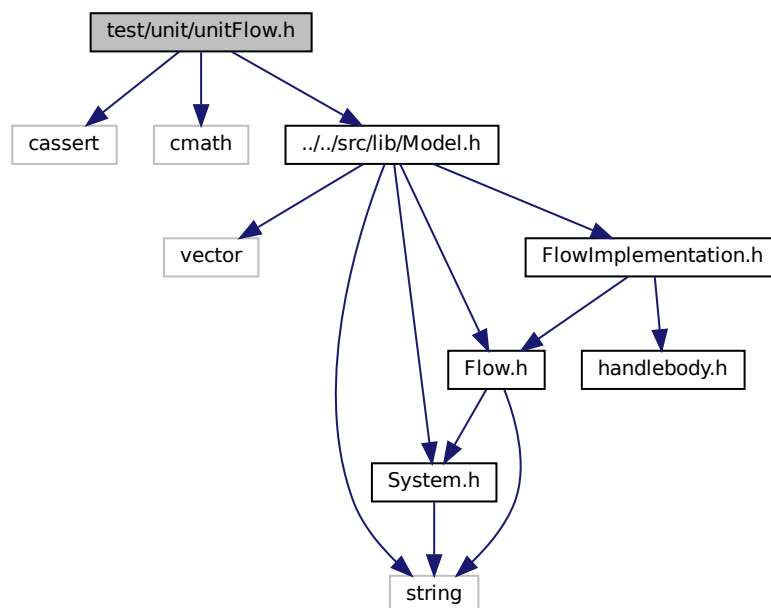 test/unit/unitFlow.h
cassert
cmath
../../src/lib/Model.h
vector
FlowImplementation.h
Flow.h
handlebody.h
System.h
string